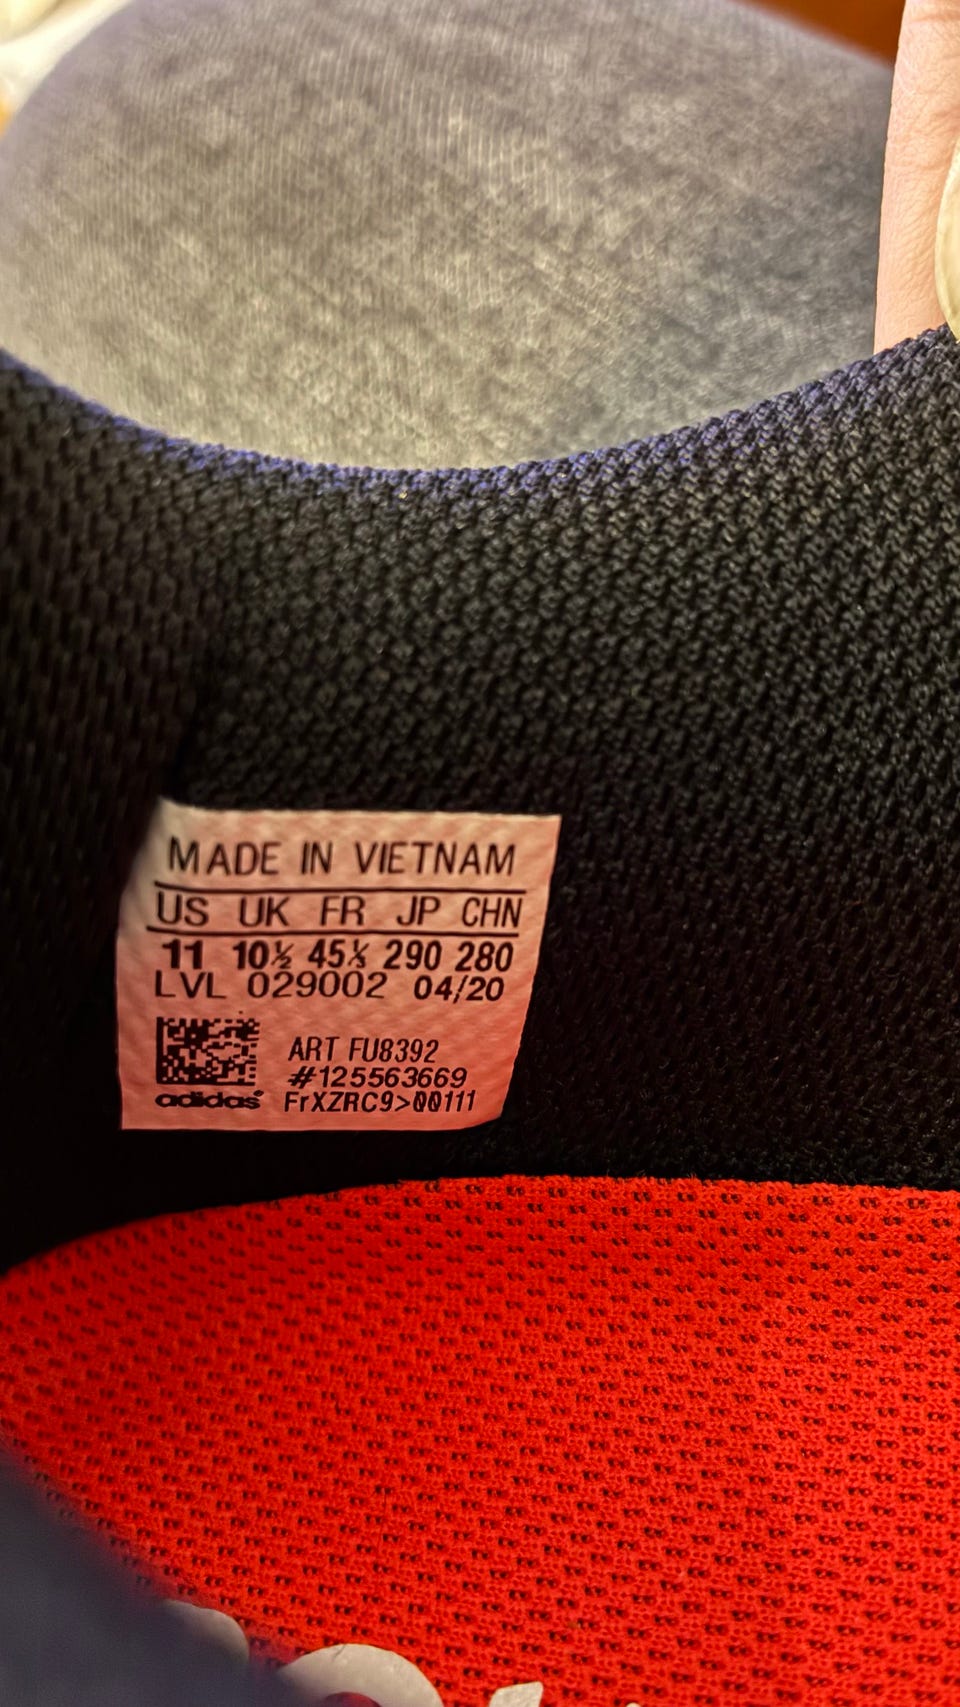 MADE IN VIETNAM
US UK FR JP CHN
11 10½ 45⅓ 290 280
LVL 029002 04/20
ART FU8392
#125563669
adidas FrXZRC9>00111